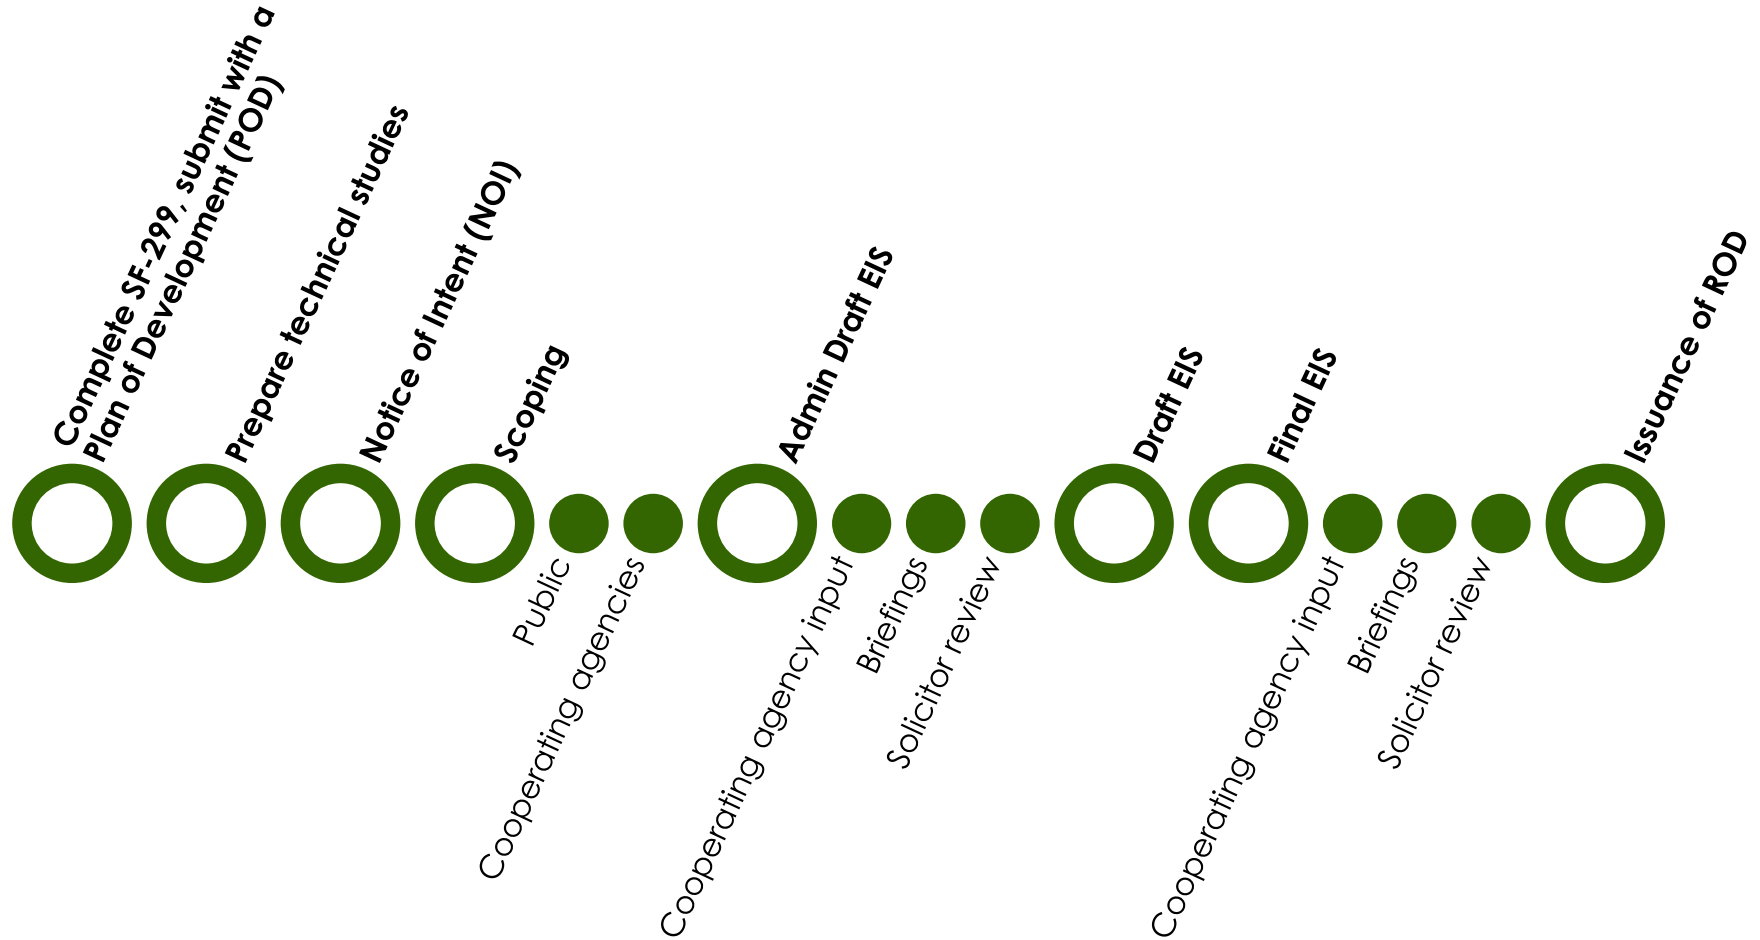 Complete SF-299, submit with a
Plan of Development (POD)
Prepare technical studies
Notice of Intent (NOI)
Scoping
Public
Cooperating agencies
Admin Draft EIS
Cooperating agency input
Briefings
Solicitor review
Draft EIS
Final EIS
Cooperating agency input
Briefings
Solicitor review
Issuance of ROD